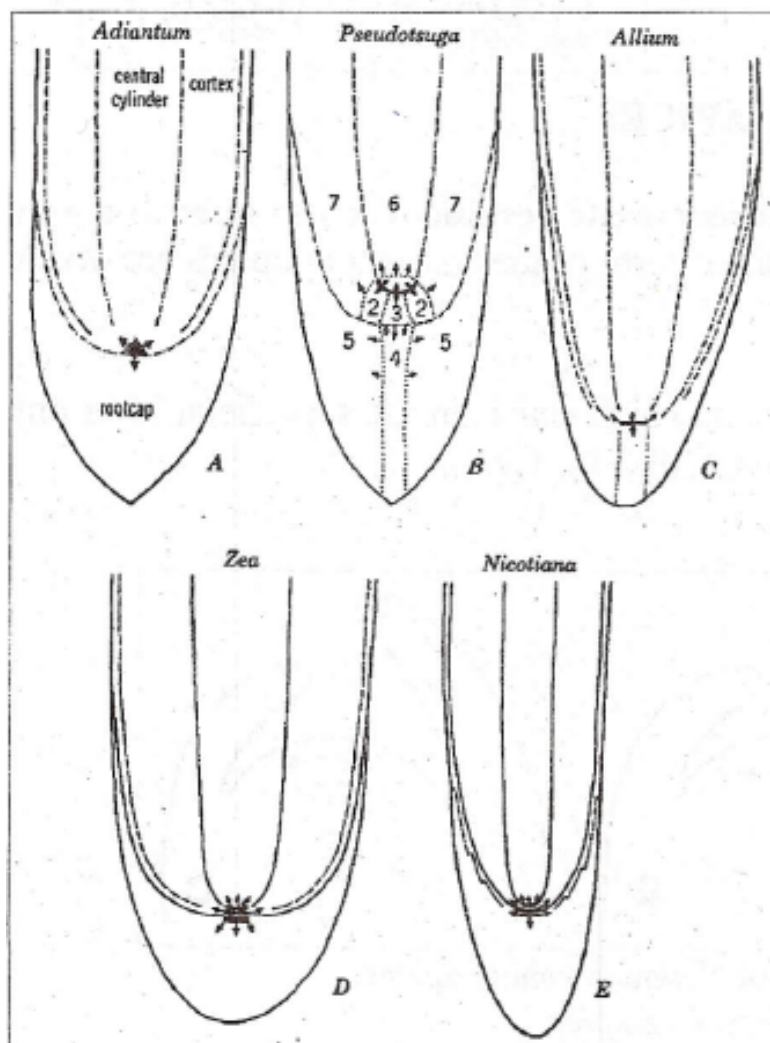 Adiantum
central cylinder
cortex
rootcap
A
Pseudotsuga
7 6 7
2 3 2
5 4 5
B
Allium
C
Zea
D
Nicotiana
E